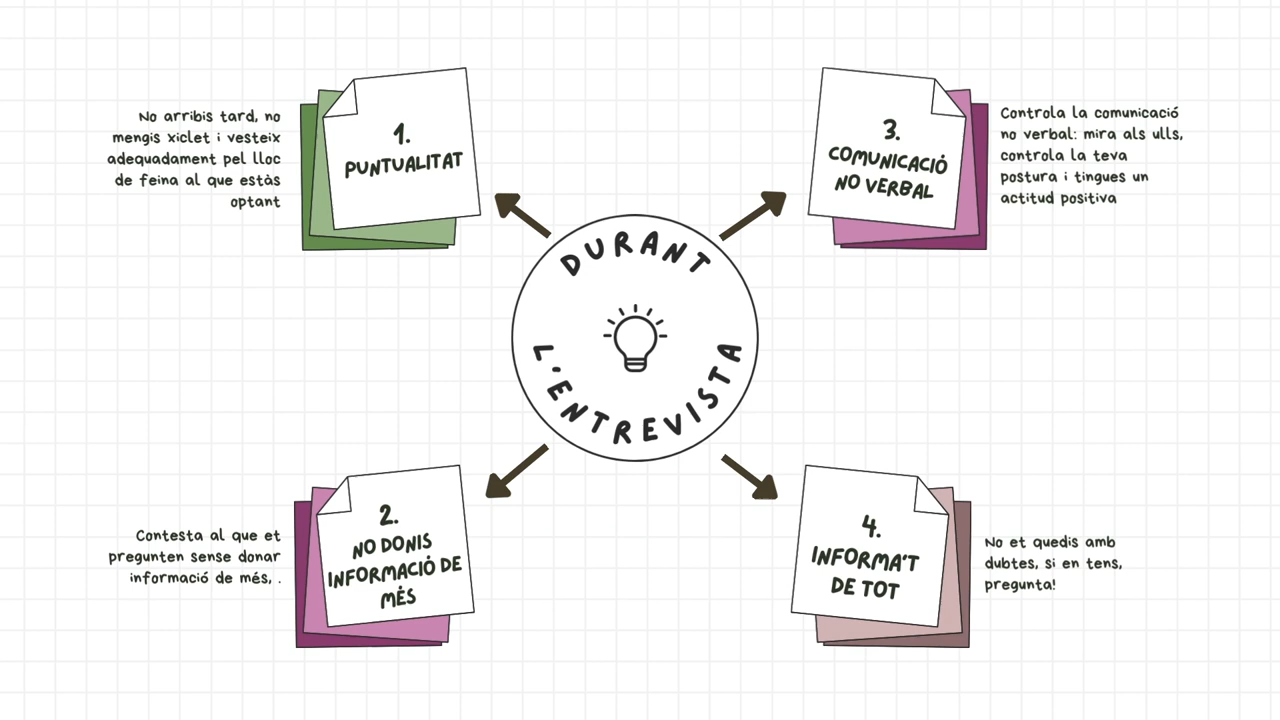 DURANT
L'ENTREVISTA
1.
PUNTUALITAT
No arribis tard, no
mengis xiclet i vesteix
adequadament pel lloc
de feina al que estàs
optant
2.
NO DONIS
INFORMACIÓ DE
MÉS
Contesta al que et
pregunten sense donar
informació de més, .
3.
COMUNICACIÓ
NO VERBAL
Controla la comunicació
no verbal: mira als ulls,
controla la teva
postura i tingues un
actitud positiva
4.
INFORMA'T
DE TOT
No et quedis amb
dubtes, si en tens,
pregunta!